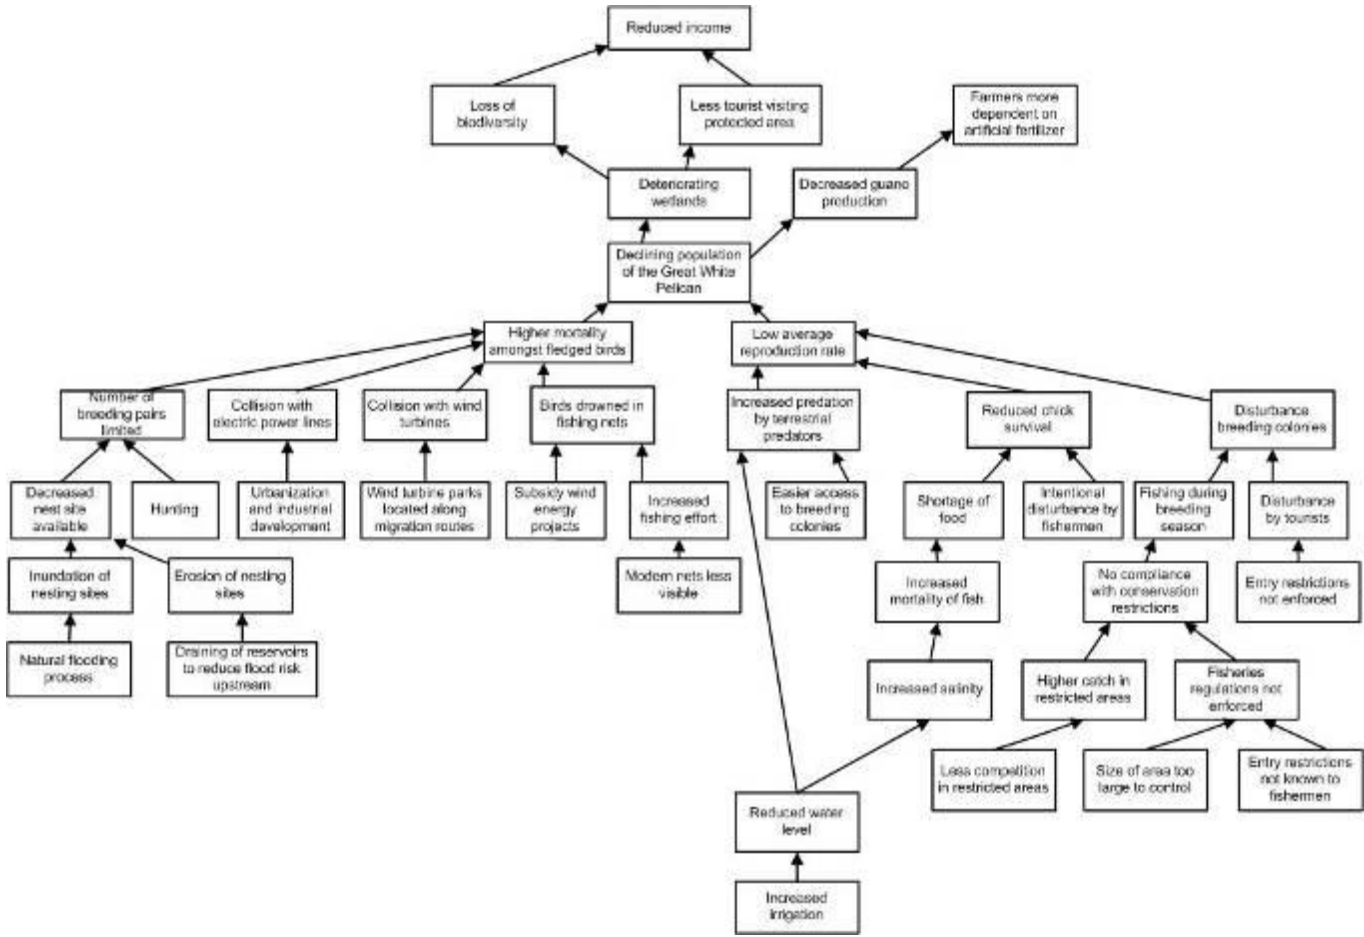 Reduced income
Loss of
biodiversity
Less tourist visiting
protected area
Farmers more
dependent on
artificial fertilizer
Deteriorating
wetlands
Decreased guano
production
Declining population
of the Great White
Pelican
Higher mortality
amongst fledged birds
Low average
reproduction rate
Number of
breeding pairs
limited
Collision with
electric power lines
Collision with wind
turbines
Birds drowned in
fishing nets
Increased predation
by terrestrial
predators
Reduced chick
survival
Disturbance
breeding colonies
Decreased
nest site
available
Hunting
Urbanization
and industrial
development
Wind turbine parks
located along
migration routes
Subsidy wind
energy
projects
Increased
fishing effort
Easier access
to breeding
colonies
Shortage of
food
Intentional
disturbance by
fishermen
Fishing during
breeding
season
Disturbance
by tourists
Inundation of
nesting sites
Erosion of nesting
sites
Modern nets less
visible
Increased
mortality of fish
No compliance
with conservation
restrictions
Entry restrictions
not enforced
Natural flooding
process
Draining of reservoirs
to reduce flood risk
upstream
Increased salinity
Higher catch in
restricted areas
Fisheries
regulations not
enforced
Less competition
in restricted areas
Size of area too
large to control
Entry restrictions
not known to
fishermen
Reduced water
level
Increased
irrigation